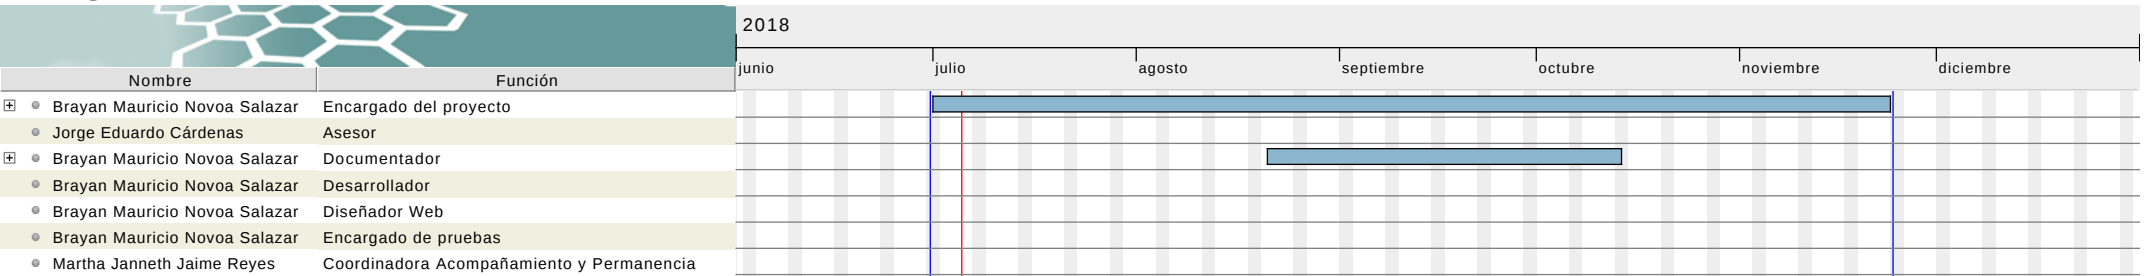 2018
junio julio agosto septiembre octubre noviembre diciembre
Nombre Función
Brayan Mauricio Novoa Salazar Encargado del proyecto
Jorge Eduardo Cárdenas Asesor
Brayan Mauricio Novoa Salazar Documentador
Brayan Mauricio Novoa Salazar Desarrollador
Brayan Mauricio Novoa Salazar Diseñador Web
Brayan Mauricio Novoa Salazar Encargado de pruebas
Martha Janneth Jaime Reyes Coordinadora Acompañamiento y Permanencia